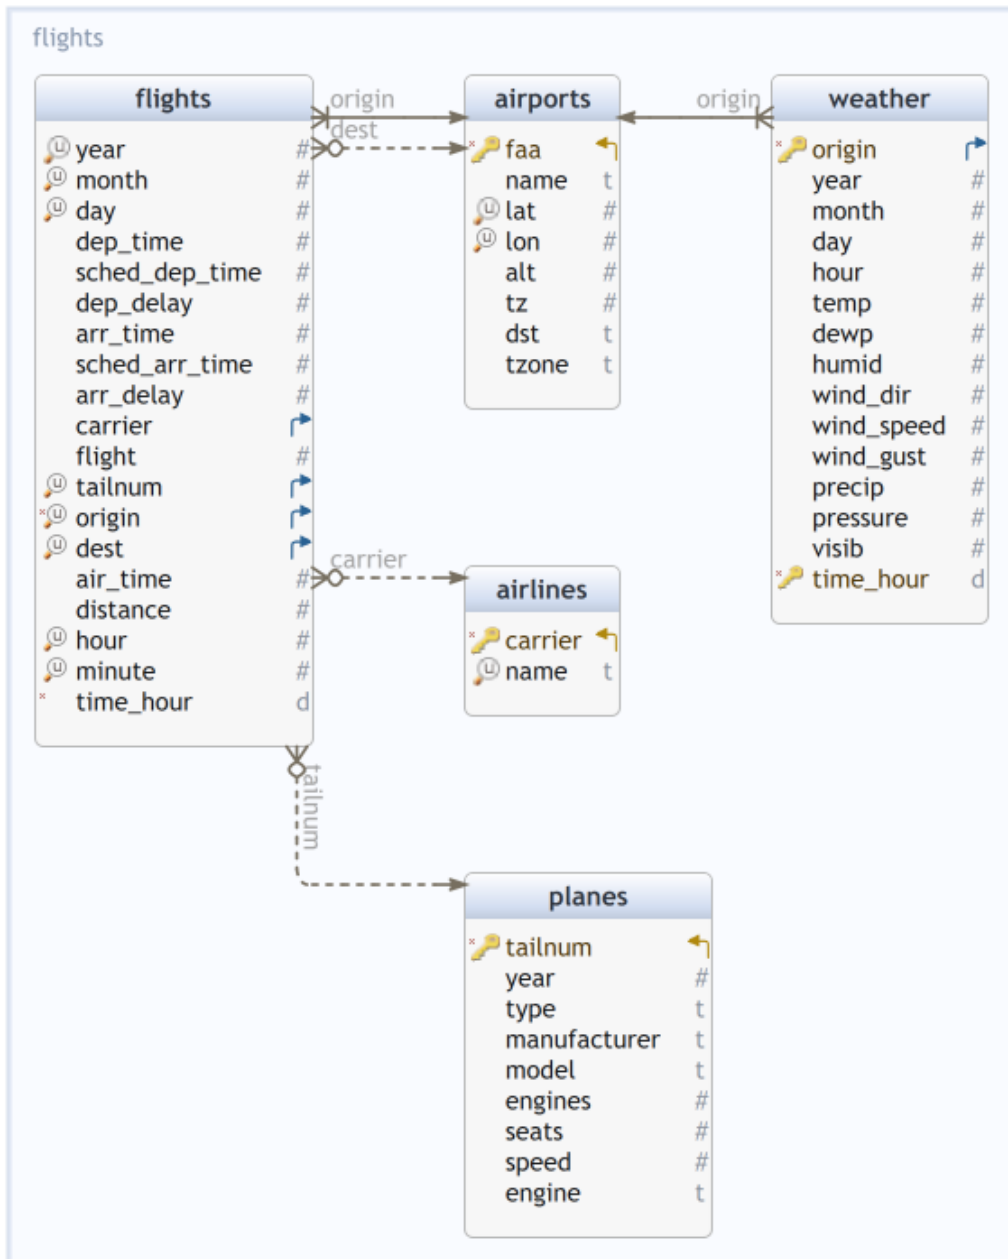 flights
flights
year #
month #
day #
dep_time #
sched_dep_time #
dep_delay #
arr_time #
sched_arr_time #
arr_delay #
carrier
flight #
tailnum
origin
dest
air_time #
distance #
hour #
minute #
time_hour d
origin
dest
airports
faa
name t
lat #
lon #
alt #
tz #
dst t
tzone t
origin
weather
origin
year #
month #
day #
hour #
temp #
dewp #
humid #
wind_dir #
wind_speed #
wind_gust #
precip #
pressure #
visib #
time_hour d
carrier
airlines
carrier
name t
tailnum
planes
tailnum
year #
type t
manufacturer t
model t
engines #
seats #
speed #
engine t